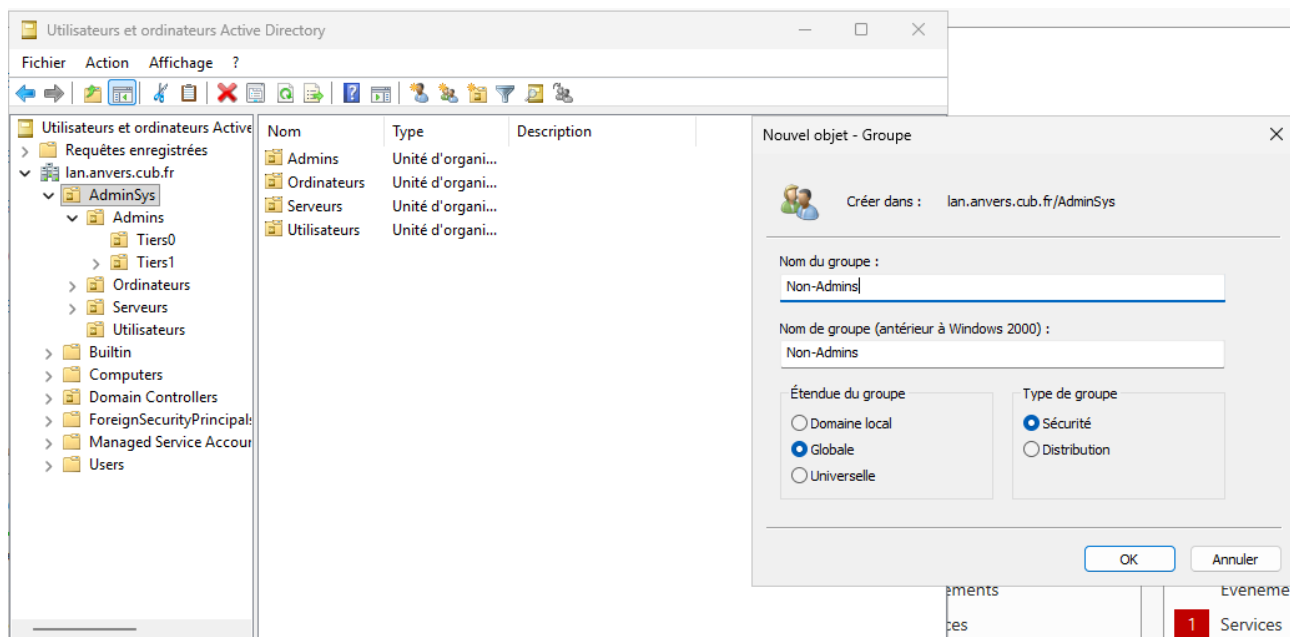 Utilisateurs et ordinateurs Active Directory
Fichier Action Affichage ?
Utilisateurs et ordinateurs Active
Requêtes enregistrées
lan.anvers.cub.fr
AdminSys
Admins
Tiers0
Tiers1
Ordinateurs
Serveurs
Utilisateurs
Builtin
Computers
Domain Controllers
ForeignSecurityPrincipals
Managed Service Accour
Users
Nom Type Description
Admins Unité d'organi...
Ordinateurs Unité d'organi...
Serveurs Unité d'organi...
Utilisateurs Unité d'organi...
Nouvel objet - Groupe
Créer dans : lan.anvers.cub.fr/AdminSys
Nom du groupe :
Non-Admins
Nom de groupe (antérieur à Windows 2000) :
Non-Admins
Étendue du groupe
Domaine local
Globale
Universelle
Type de groupe
Sécurité
Distribution
OK Annuler
ements Évèneme
ces 1 Services